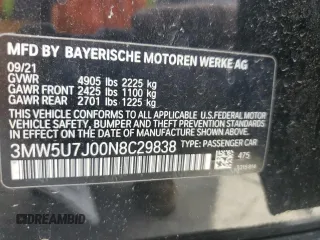 MFD BY BAYERISCHE MOTOREN WERKE AG
09/21
GVWR 4905 lbs 2225 kg
GAWR FRONT 2425 lbs 1100 kg
GAWR REAR 2701 lbs 1225 kg
THIS VEHICLE CONFORMS TO ALL APPLICABLE FEDERAL MOTOR VEHICLE SAFETY, BUMPER, AND THEFT PREVENTION STANDARDS IN EFFECT ON THE DATE OF MANUFACTURE SHOWN ABOVE.
3MW5U7J00N8C29838 TYPE: PASSENGER CAR
475
DREAMBID